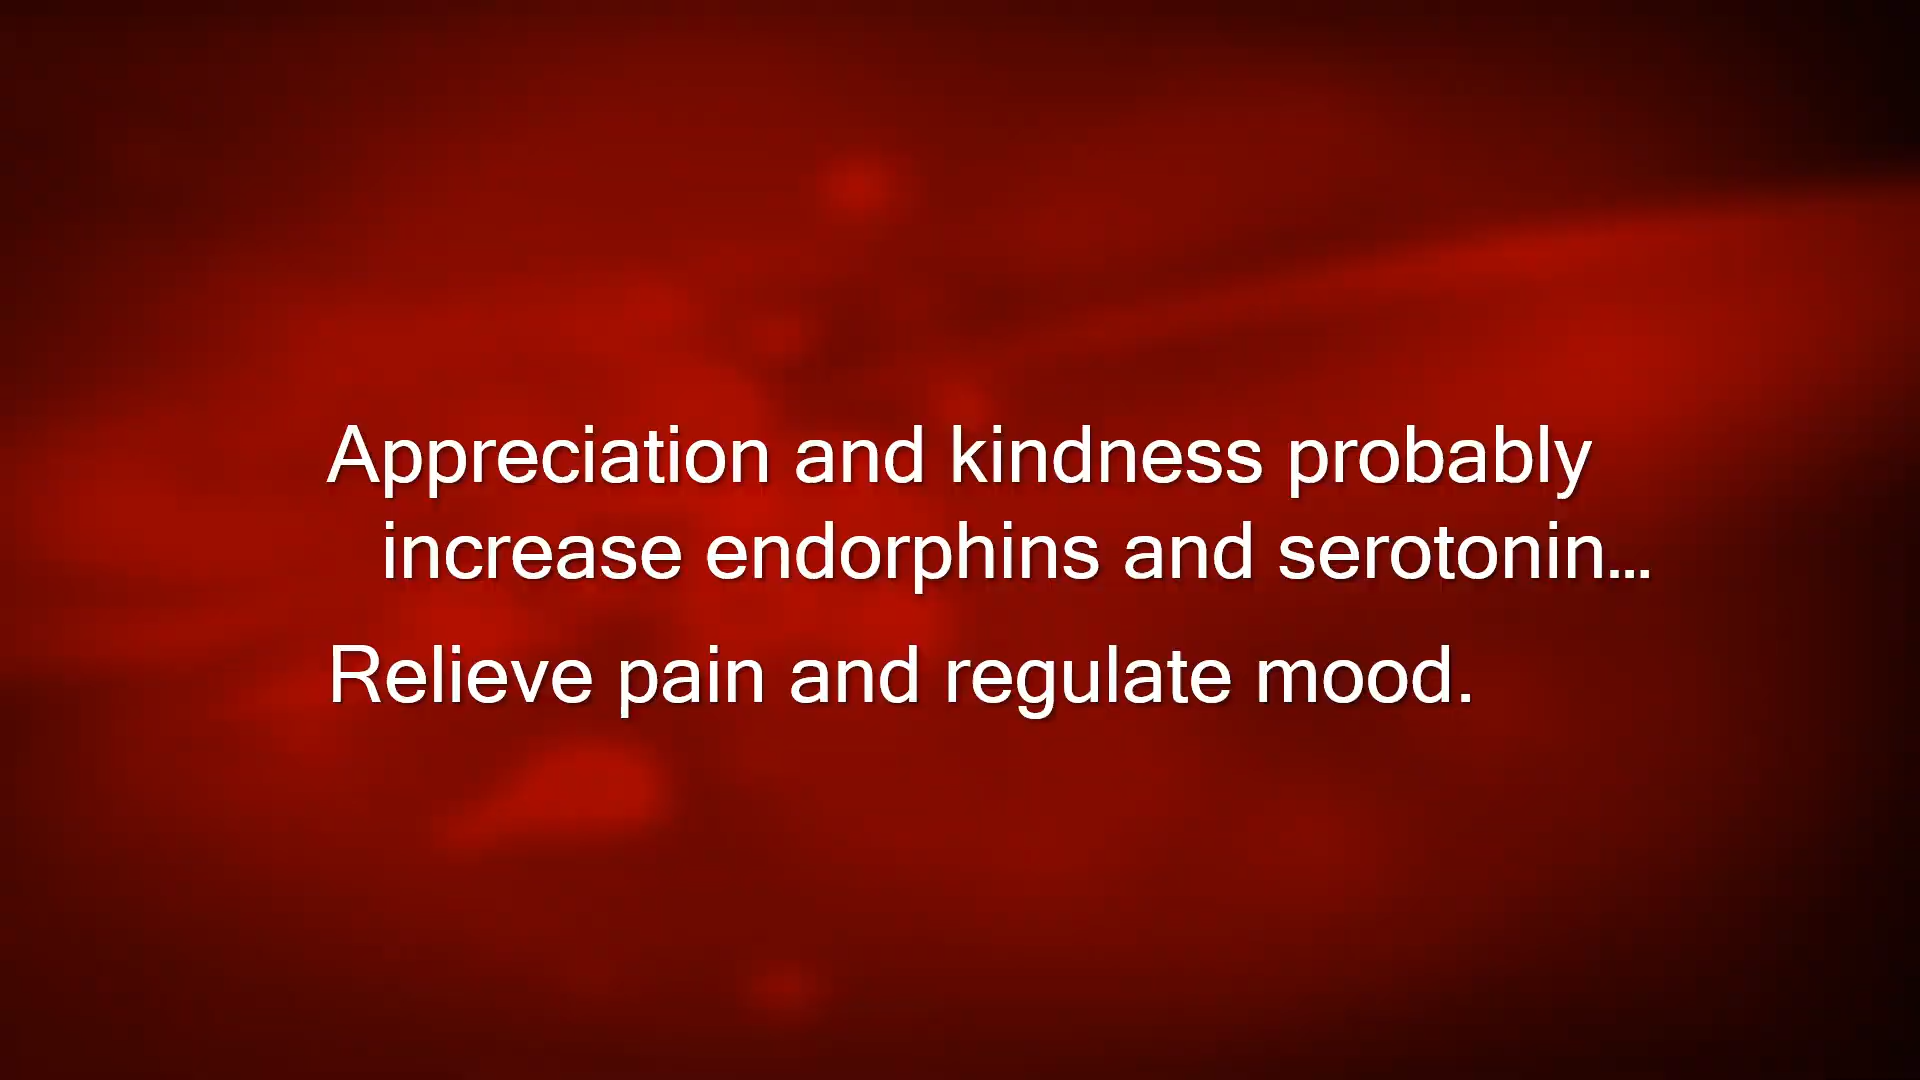 Appreciation and kindness probably
increase endorphins and serotonin...
Relieve pain and regulate mood.